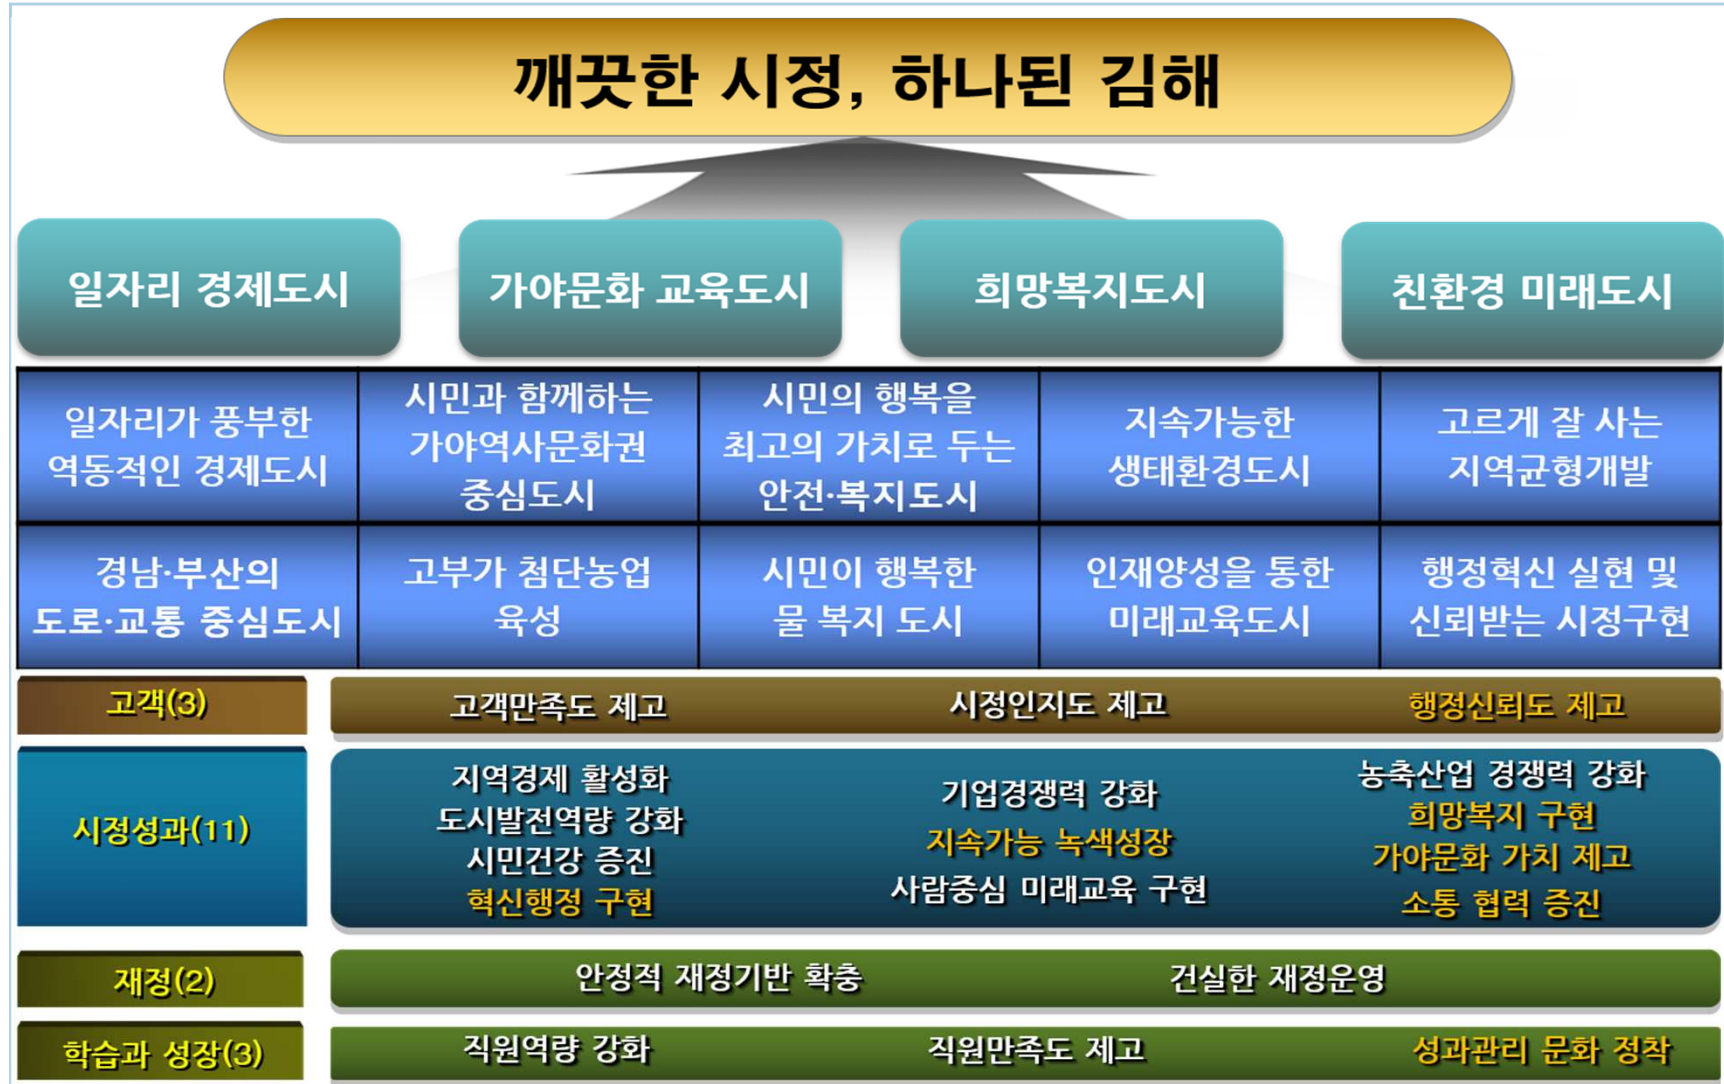 깨끗한 시정, 하나된 김해
일자리 경제도시
가야문화 교육도시
희망복지도시
친환경 미래도시
일자리가 풍부한
역동적인 경제도시
시민과 함께하는
가야역사문화권
중심도시
시민의 행복을
최고의 가치로 두는
안전·복지도시
지속가능한
생태환경도시
고르게 잘 사는
지역균형개발
경남·부산의
도로·교통 중심도시
고부가 첨단농업
육성
시민이 행복한
물 복지 도시
인재양성을 통한
미래교육도시
행정혁신 실현 및
신뢰받는 시정구현
고객(3)
고객만족도 제고
시정인지도 제고
행정신뢰도 제고
시정성과(11)
지역경제 활성화
도시발전역량 강화
시민건강 증진
혁신행정 구현
기업경쟁력 강화
지속가능 녹색성장
사람중심 미래교육 구현
농축산업 경쟁력 강화
희망복지 구현
가야문화 가치 제고
소통 협력 증진
재정(2)
안정적 재정기반 확충
건실한 재정운영
학습과 성장(3)
직원역량 강화
직원만족도 제고
성과관리 문화 정착